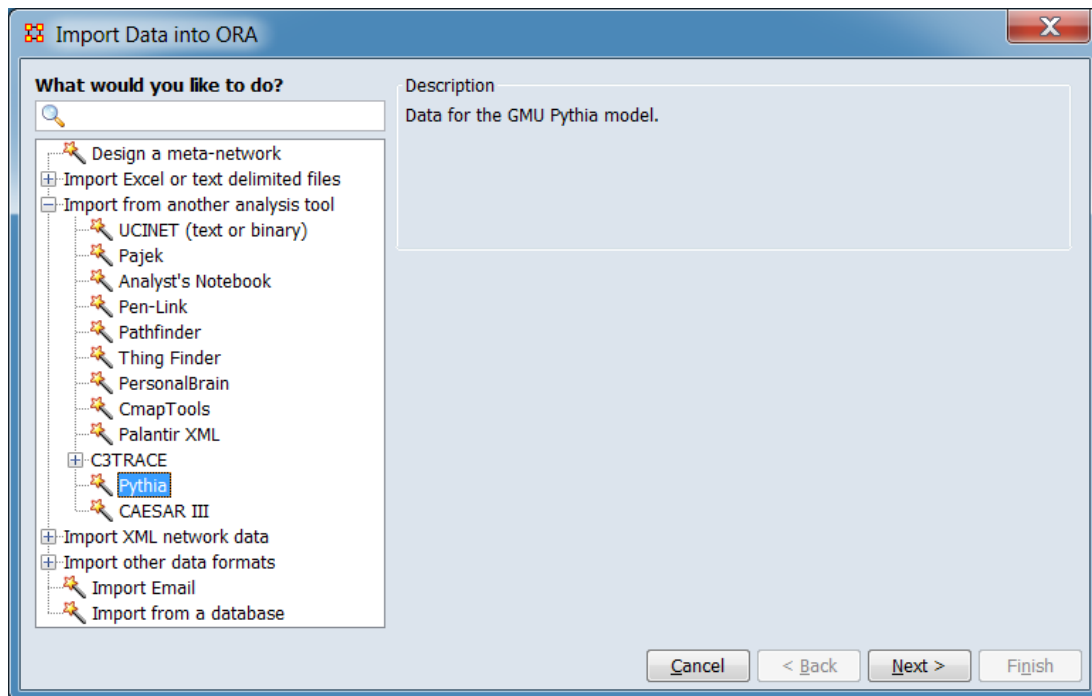 Import Data into ORA
X
What would you like to do?
Design a meta-network
Import Excel or text delimited files
Import from another analysis tool
UCINET (text or binary)
Pajek
Analyst's Notebook
Pen-Link
Pathfinder
Thing Finder
PersonalBrain
CmapTools
Palantir XML
C3TRACE
Pythia
CAESAR III
Import XML network data
Import other data formats
Import Email
Import from a database
Description
Data for the GMU Pythia model.
Cancel
< Back
Next >
Finish